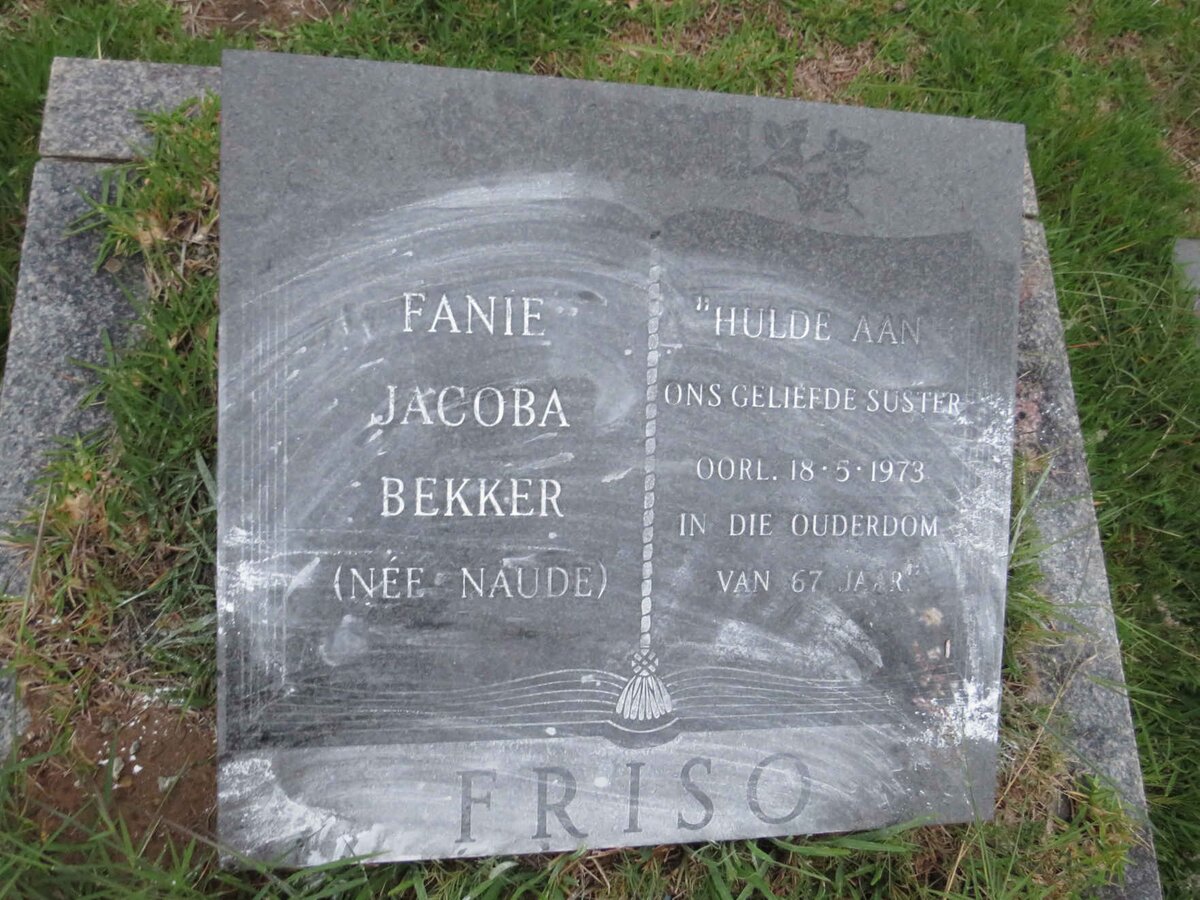 FANIE
JACOBA
BEKKER
(NÉE NAUDE)
"HULDE AAN
ONS GELIEFDE SUSTER
OORL. 18·5·1973
IN DIE OUDERDOM
VAN 67 JAAR"
FRISO